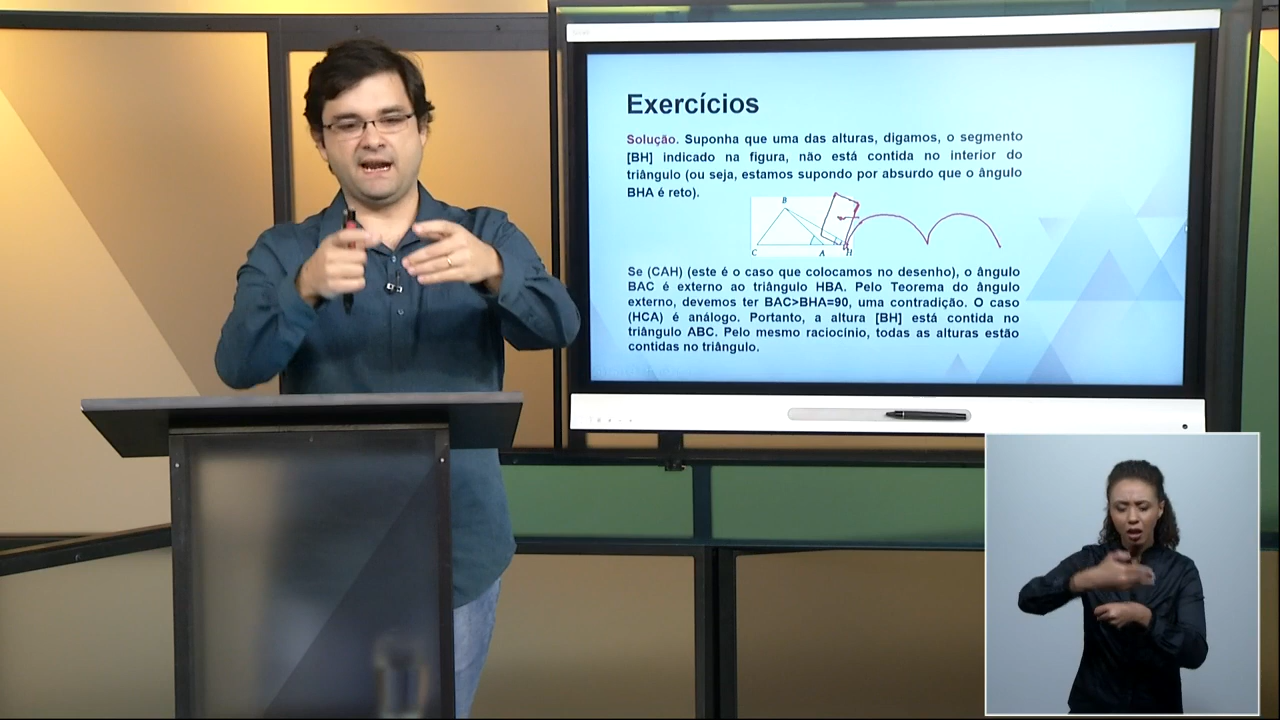 Exercícios
Solução. Suponha que uma das alturas, digamos, o segmento
[BH] indicado na figura, não está contida no interior do
triângulo (ou seja, estamos supondo por absurdo que o ângulo
BHA é reto).
B
C A H
Se (CAH) (este é o caso que colocamos no desenho), o ângulo
BAC é externo ao triângulo HBA. Pelo Teorema do ângulo
externo, devemos ter BAC>BHA=90, uma contradição. O caso
(HCA) é análogo. Portanto, a altura [BH] está contida no
triângulo ABC. Pelo mesmo raciocínio, todas as alturas estão
contidas no triângulo.